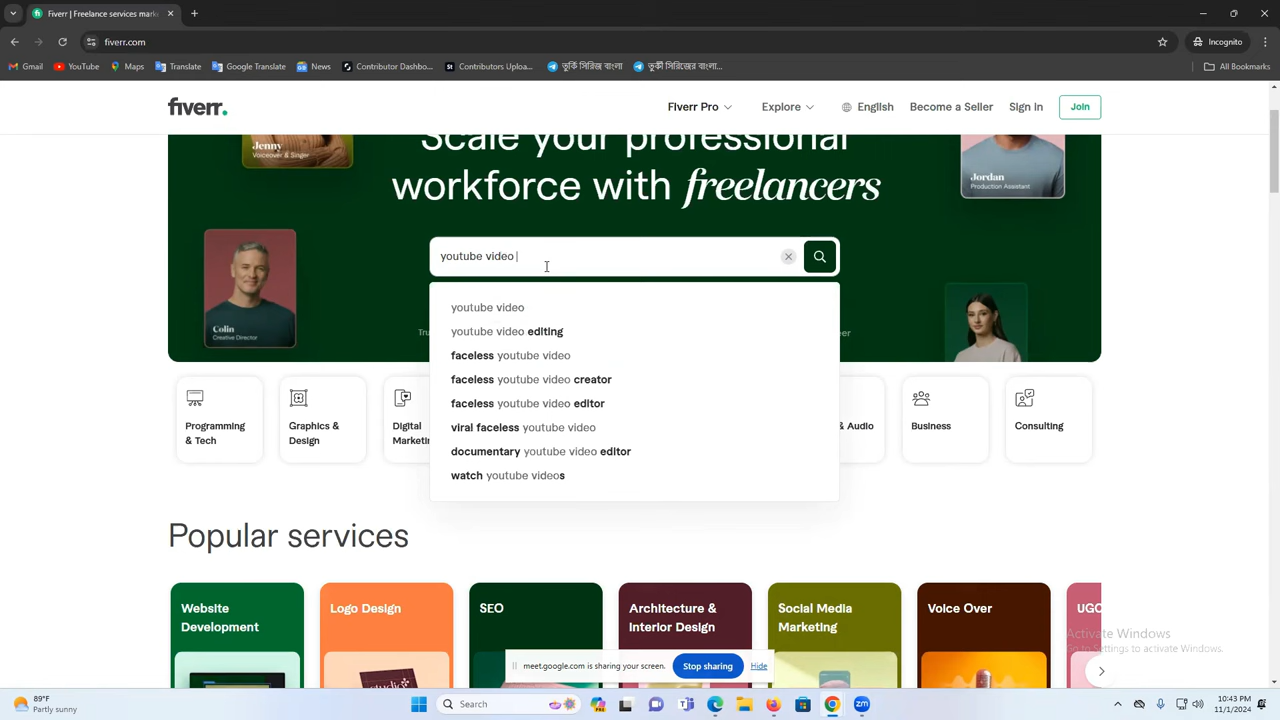 Fiverr | Freelance services mark
fiverr.com
Incognito
Gmail
YouTube
Maps
Translate
Google Translate
News
Contributor Dashbo...
Contributors Uploa...
তুর্কি সিরিজ বাংলা
তুর্কী সিরিজের বাংলা...
All Bookmarks
fiverr.
Fiverr Pro
Explore
English
Become a Seller
Sign in
Join
Scale your professional
workforce with freelancers
Jenny
Voiceover & Singer
Jordan
Production Assistant
Colin
Creative Director
youtube video
youtube video
youtube video editing
faceless youtube video
faceless youtube video creator
faceless youtube video editor
viral faceless youtube video
documentary youtube video editor
watch youtube videos
Programming
& Tech
Graphics &
Design
Digital
& Audio
Business
Consulting
Popular services
Website
Development
Logo Design
SEO
Architecture &
Interior Design
Social Media
Marketing
Voice Over
UGC
Activate Windows
Go to Settings to activate Windows.
meet.google.com is sharing your screen.
Stop sharing
Hide
89°F
Partly sunny
Search
10:43 PM
11/1/2024